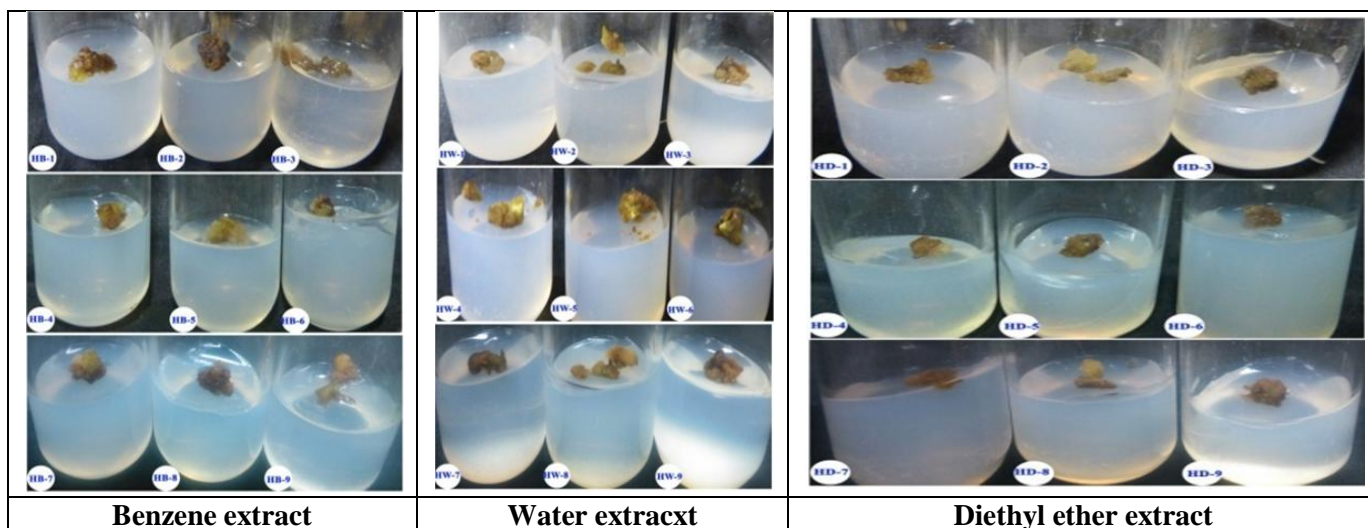 HB-1 HB-2 HB-3
HW-1 HW-2 HW-3
HD-1 HD-2 HD-3
HB-4 HB-5 HB-6
HW-4 HW-5 HW-6
HD-4 HD-5 HD-6
HB-7 HB-8 HB-9
HW-7 HW-8 HW-9
HD-7 HD-8 HD-9
Benzene extract
Water extracxt
Diethyl ether extract